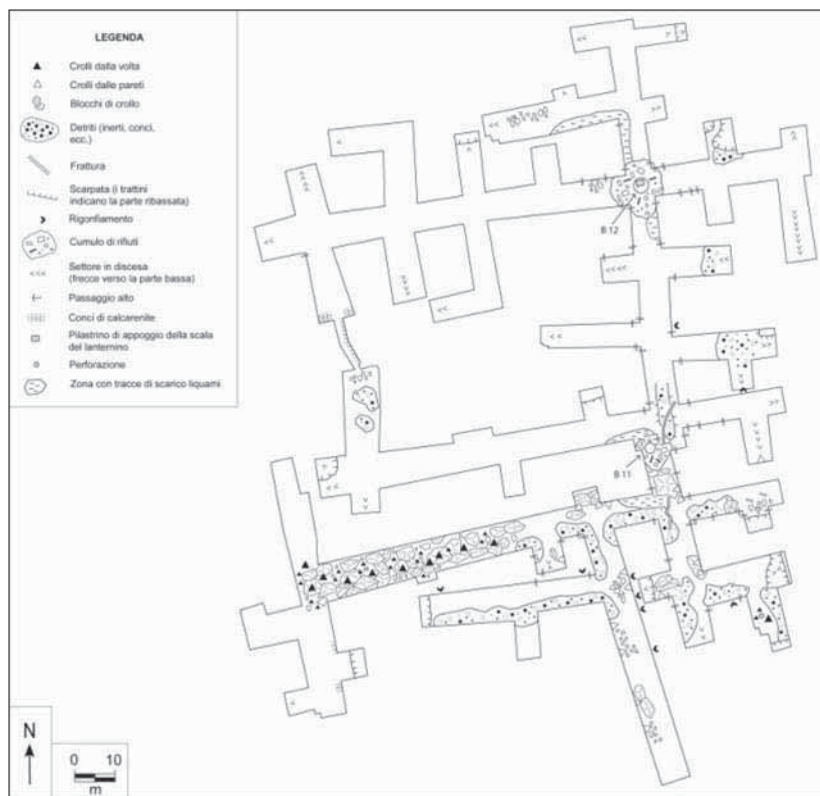 LEGENDA
Crolli dalla volta
Crolli dalle pareti
Blocchi di crollo
Detriti (inerti, conci,
ecc.)
Frattura
Scarpata (i trattini
indicano la parte ribassata)
Rigonfiamento
Cumulo di rifiuti
Settore in discesa
(frecce verso la parte bassa)
Passaggio alto
Conci di calcarenite
Pilastrino di appoggio della scala
del lanternino
Perforazione
Zona con tracce di scarico liquami
B 12
B 11
N
0 10
m